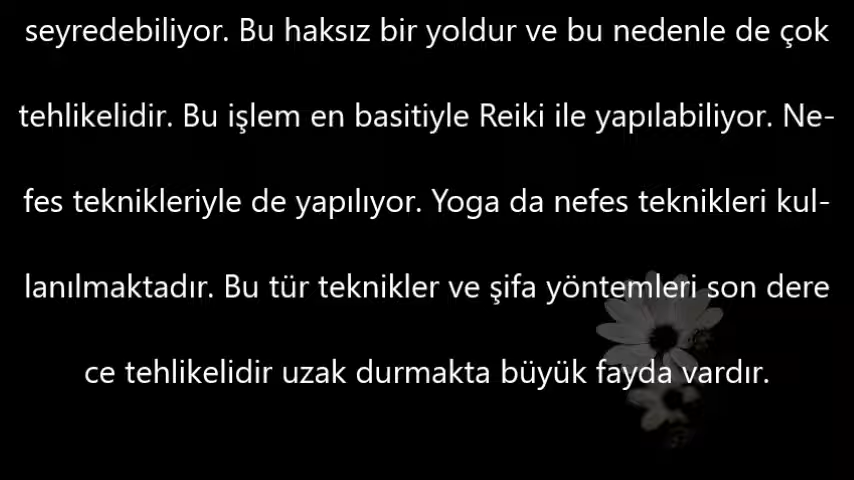 seyredebiliyor. Bu haksız bir yoldur ve bu nedenle de çok
tehlikelidir. Bu işlem en basitiyle Reiki ile yapılabiliyor. Ne-
fes teknikleriyle de yapılıyor. Yoga da nefes teknikleri kul-
lanılmaktadır. Bu tür teknikler ve şifa yöntemleri son dere
ce tehlikelidir uzak durmakta büyük fayda vardır.